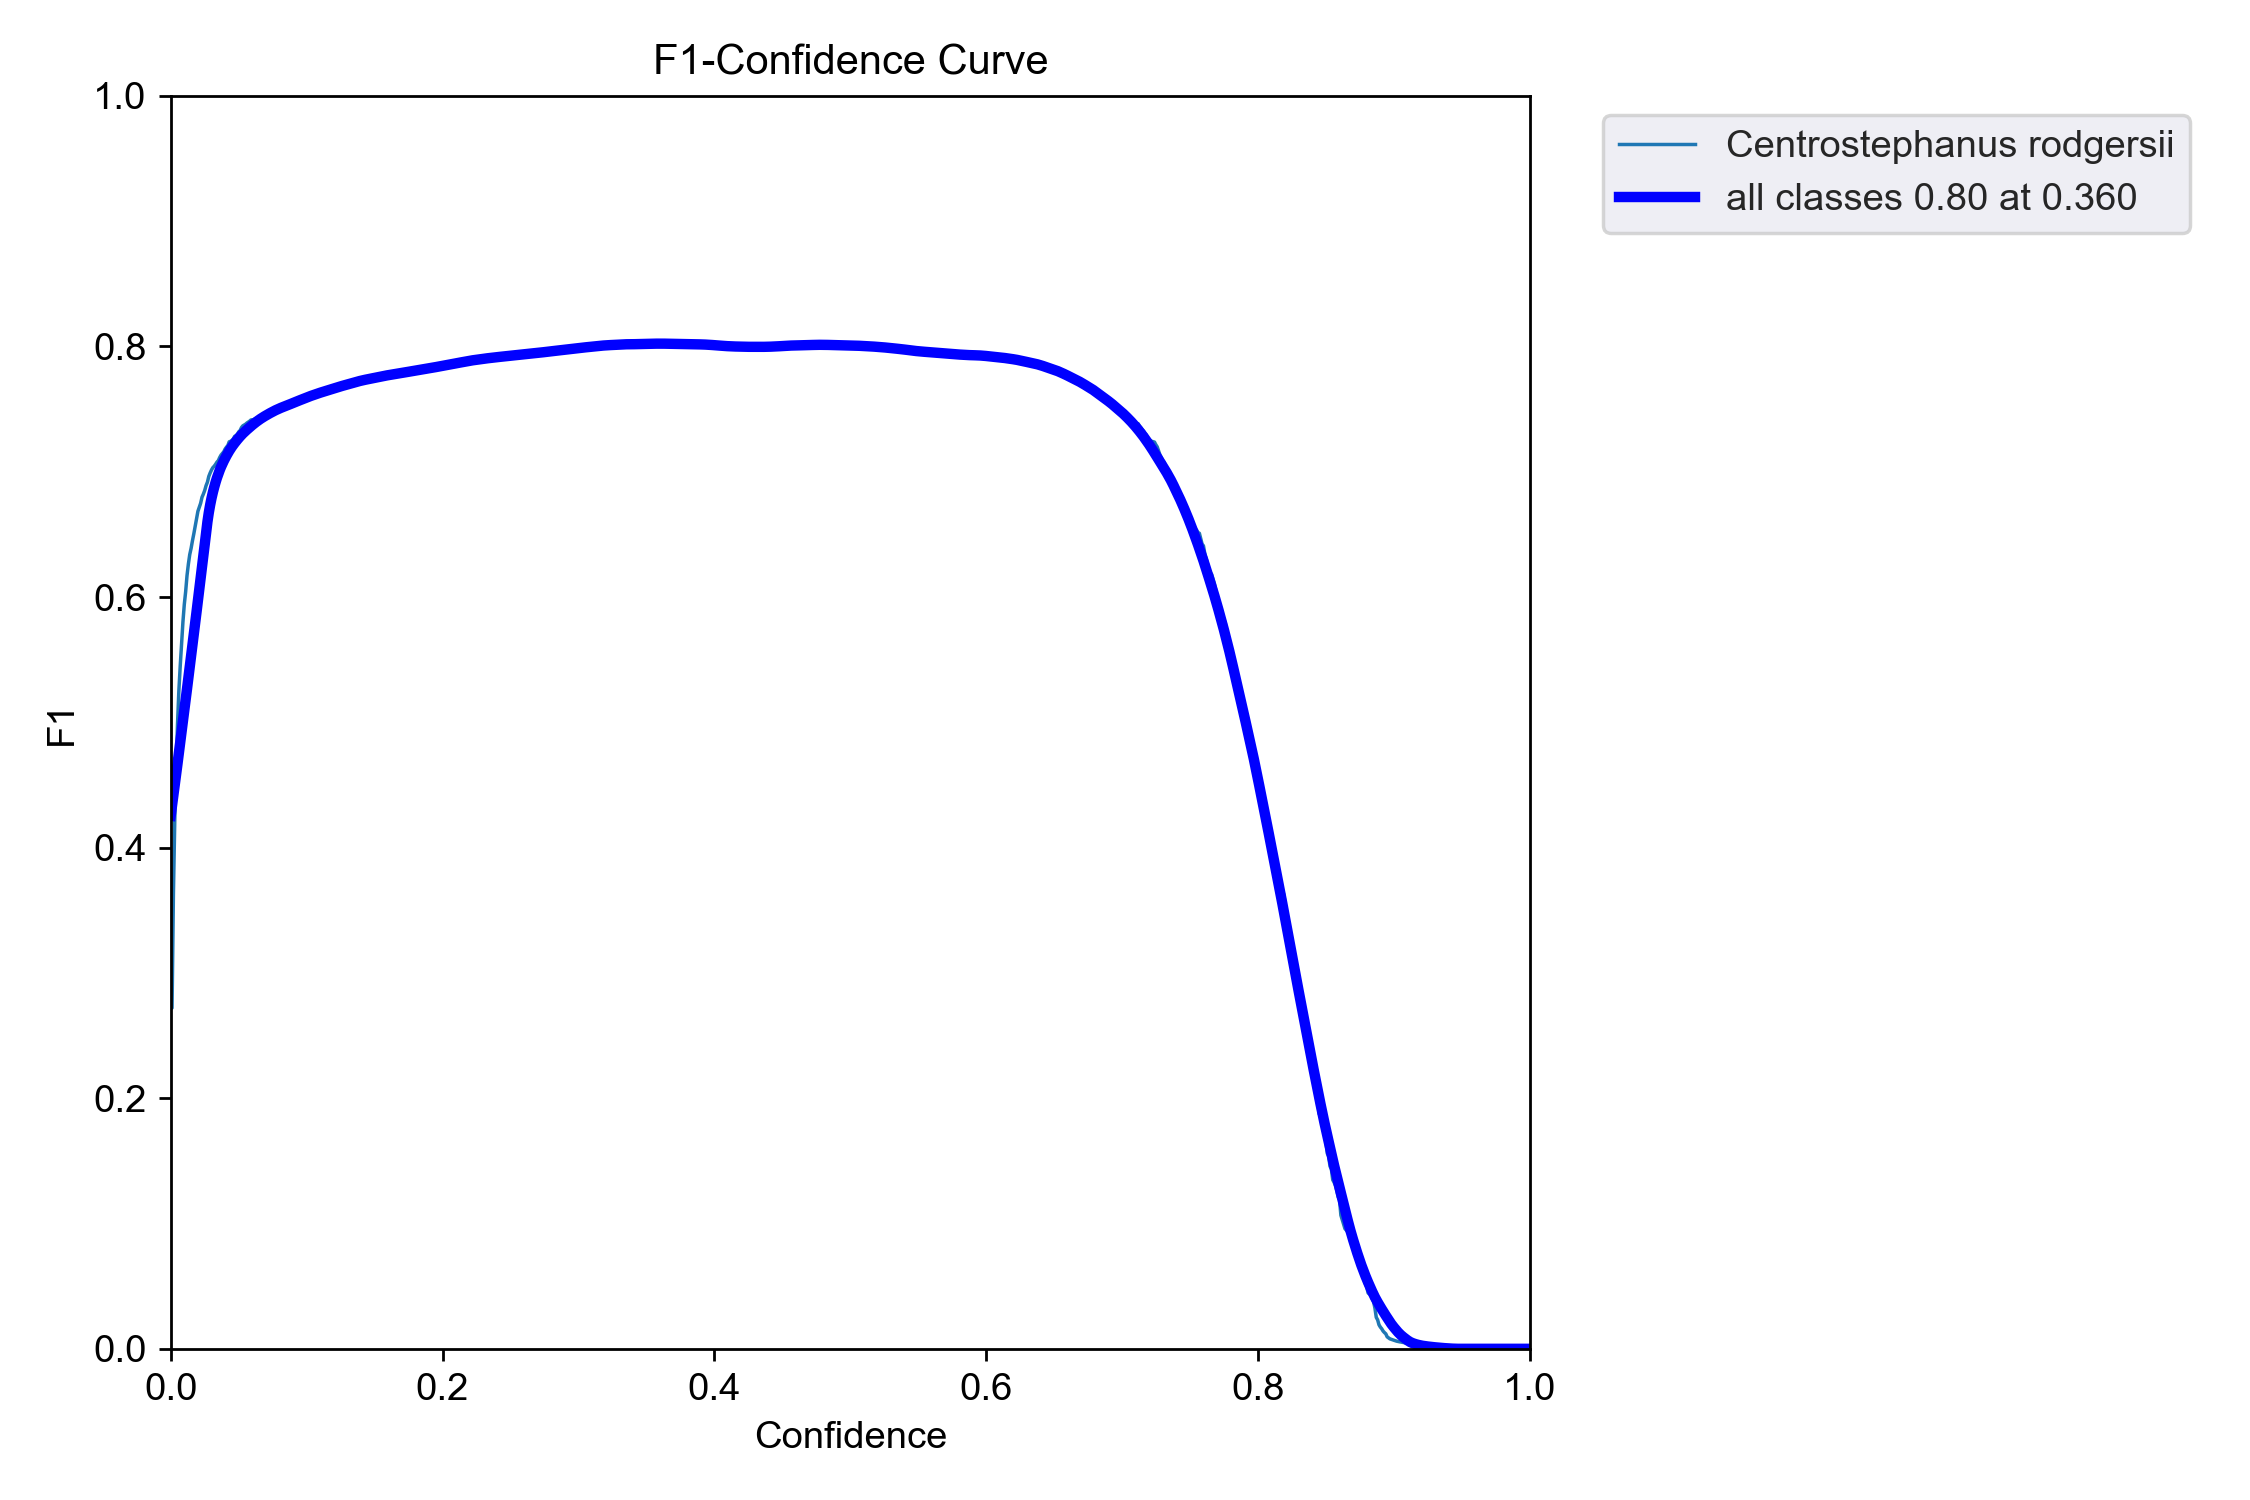 F1-Confidence Curve
Centrostephanus rodgersii
all classes 0.80 at 0.360
1.0
0.8
0.6
0.4
0.2
0.0
F1
0.0 0.2 0.4 0.6 0.8 1.0
Confidence